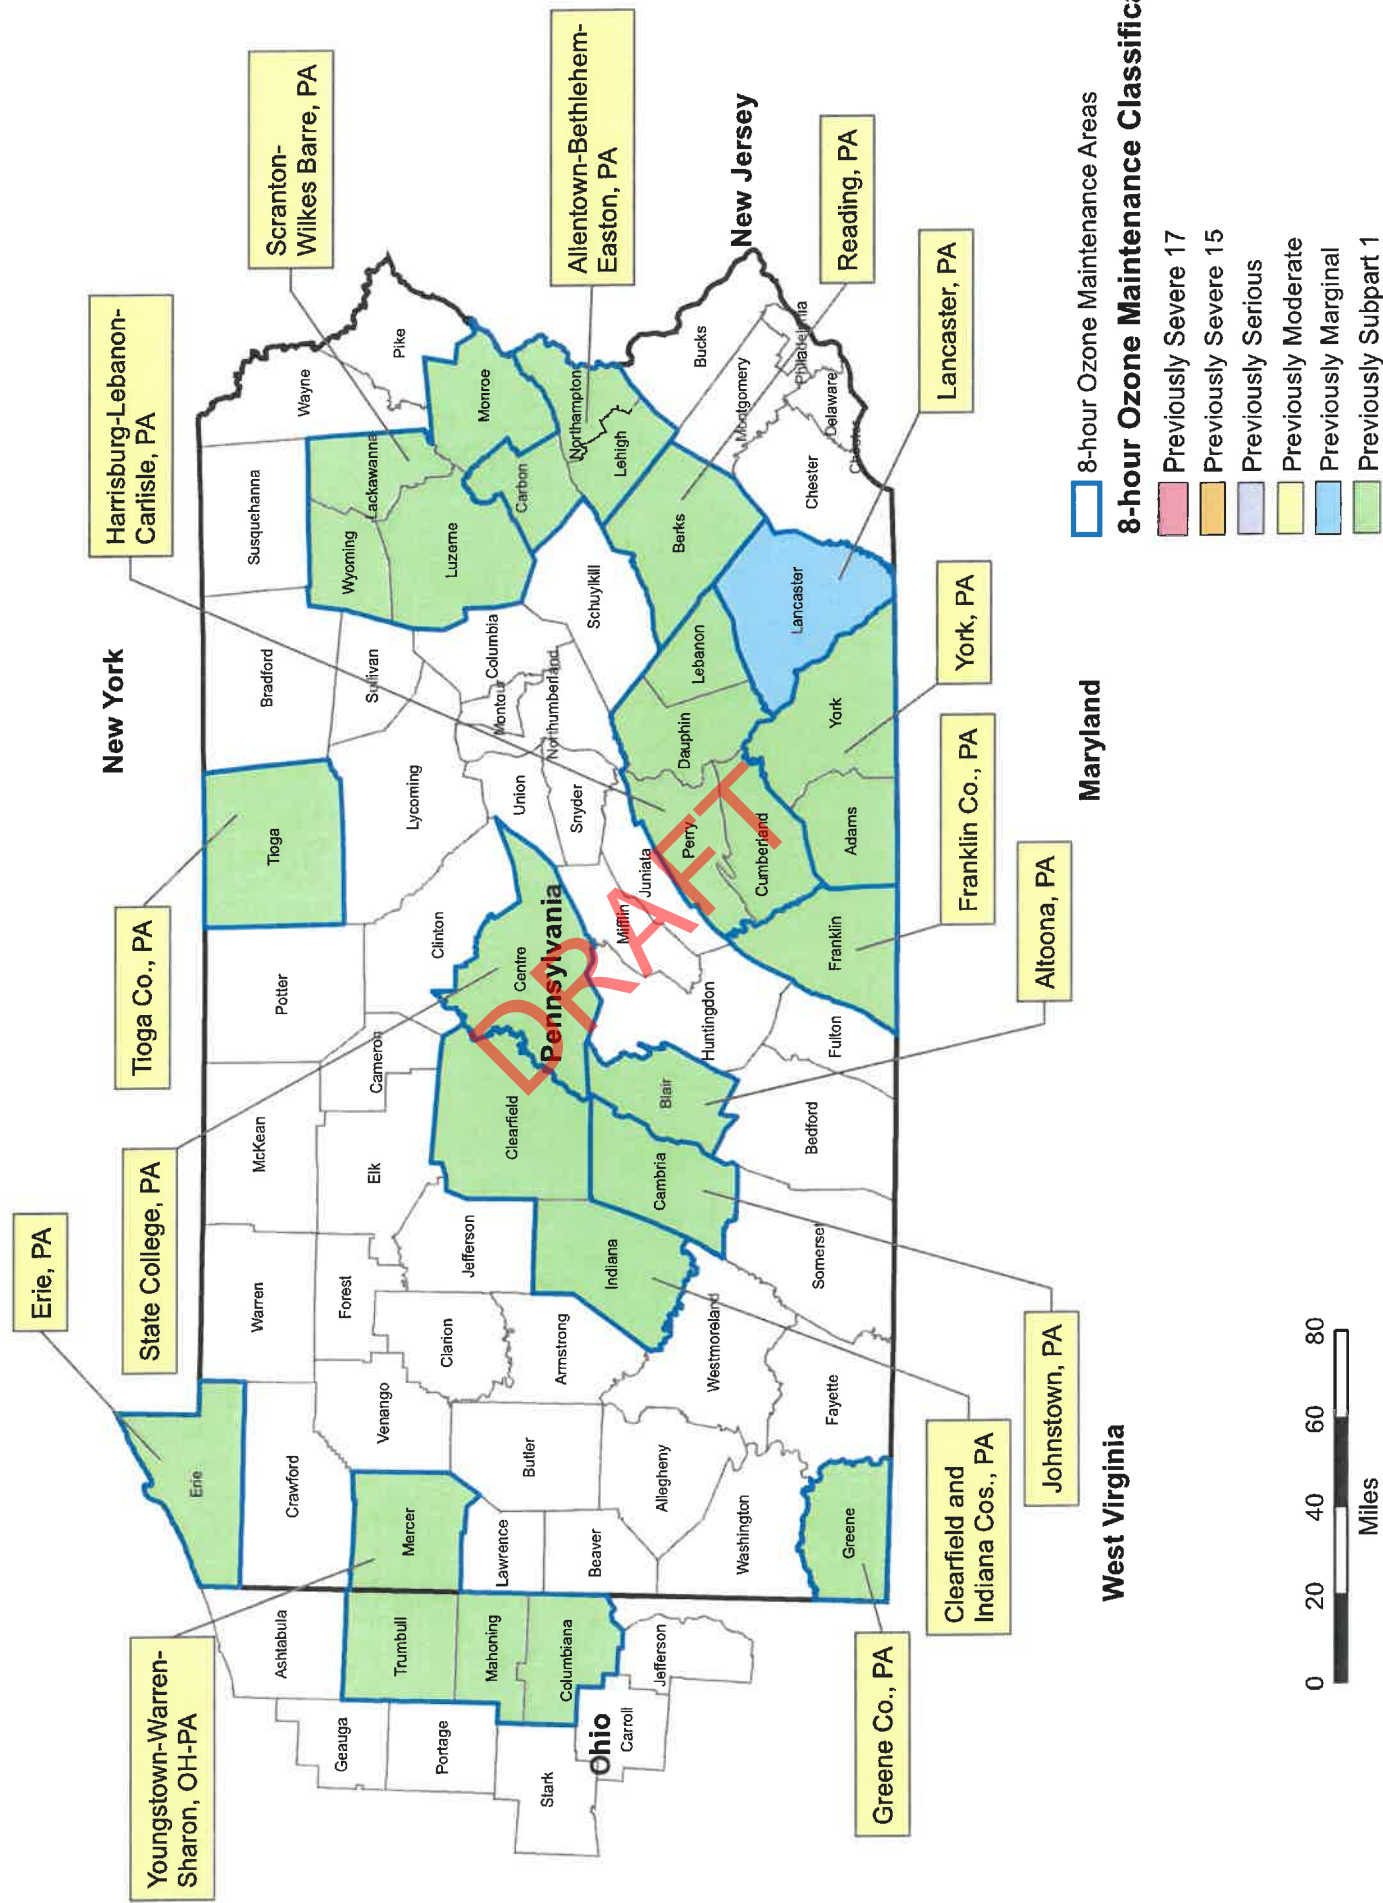 Erie, PA
Harrisburg-Lebanon-
Carlisle, PA
Scranton-
Wilkes Barre, PA
Youngstown-Warren-
Sharon, OH-PA
State College, PA
Tioga Co., PA
New York
Allentown-Bethlehem-
Easton, PA
New Jersey
Reading, PA
Lancaster, PA
York, PA
Franklin Co., PA
Maryland
Altoona, PA
Johnstown, PA
Clearfield and
Indiana Cos., PA
West Virginia
Greene Co., PA
Ohio
Pennsylvania
DRAFT
Erie
Crawford
Warren
McKean
Potter
Tioga
Bradford
Susquehanna
Wayne
Pike
Wyoming
Lackawanna
Sullivan
Luzerne
Monroe
Carbon
Columbia
Montour
Northumberland
Lycoming
Union
Snyder
Clinton
Centre
Cameron
Elk
Forest
Venango
Mercer
Clarion
Jefferson
Clearfield
Lawrence
Butler
Armstrong
Indiana
Cambria
Blair
Huntingdon
Mifflin
Juniata
Perry
Dauphin
Lebanon
Schuylkill
Berks
Lehigh
Northampton
Bucks
Montgomery
Philadelphia
Delaware
Chester
Chester
Lancaster
York
Adams
Cumberland
Franklin
Fulton
Bedford
Somerset
Westmoreland
Fayette
Allegheny
Beaver
Washington
Greene
Ashtabula
Trumbull
Mahoning
Columbiana
Jefferson
Carroll
Stark
Portage
Geauga
0 20 40 60 80
Miles
8-hour Ozone Maintenance Areas
8-hour Ozone Maintenance Classifica
Previously Severe 17
Previously Severe 15
Previously Serious
Previously Moderate
Previously Marginal
Previously Subpart 1